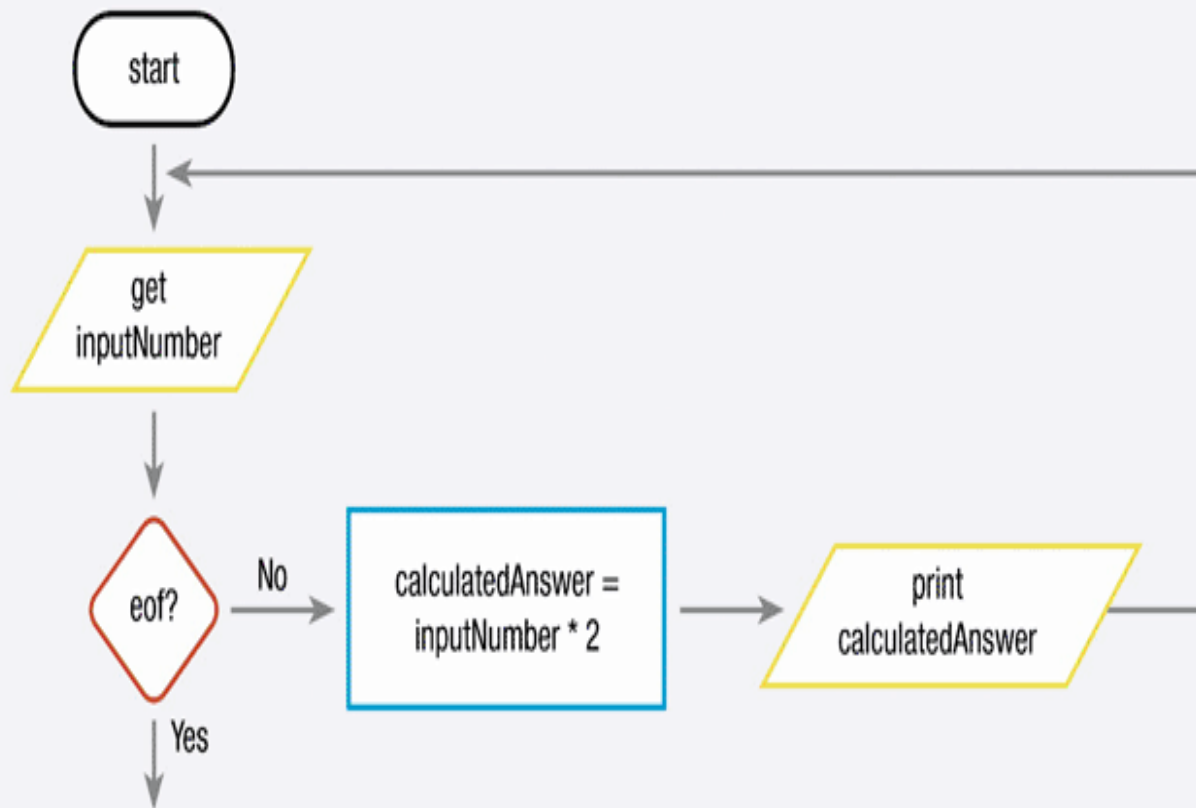 start
get
inputNumber
eof?
No
calculatedAnswer =
inputNumber * 2
print
calculatedAnswer
Yes